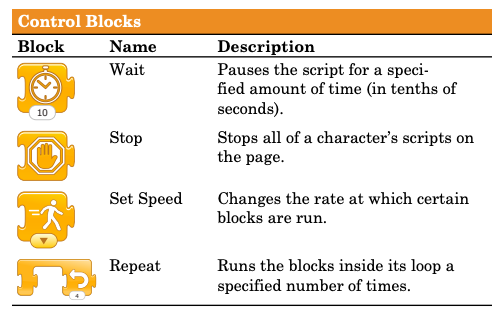 Control Blocks
Block Name Description
Wait Pauses the script for a speci-
fied amount of time (in tenths of
seconds).
10
Stop Stops all of a character's scripts on
the page.
Set Speed Changes the rate at which certain
blocks are run.
Repeat Runs the blocks inside its loop a
specified number of times.
4